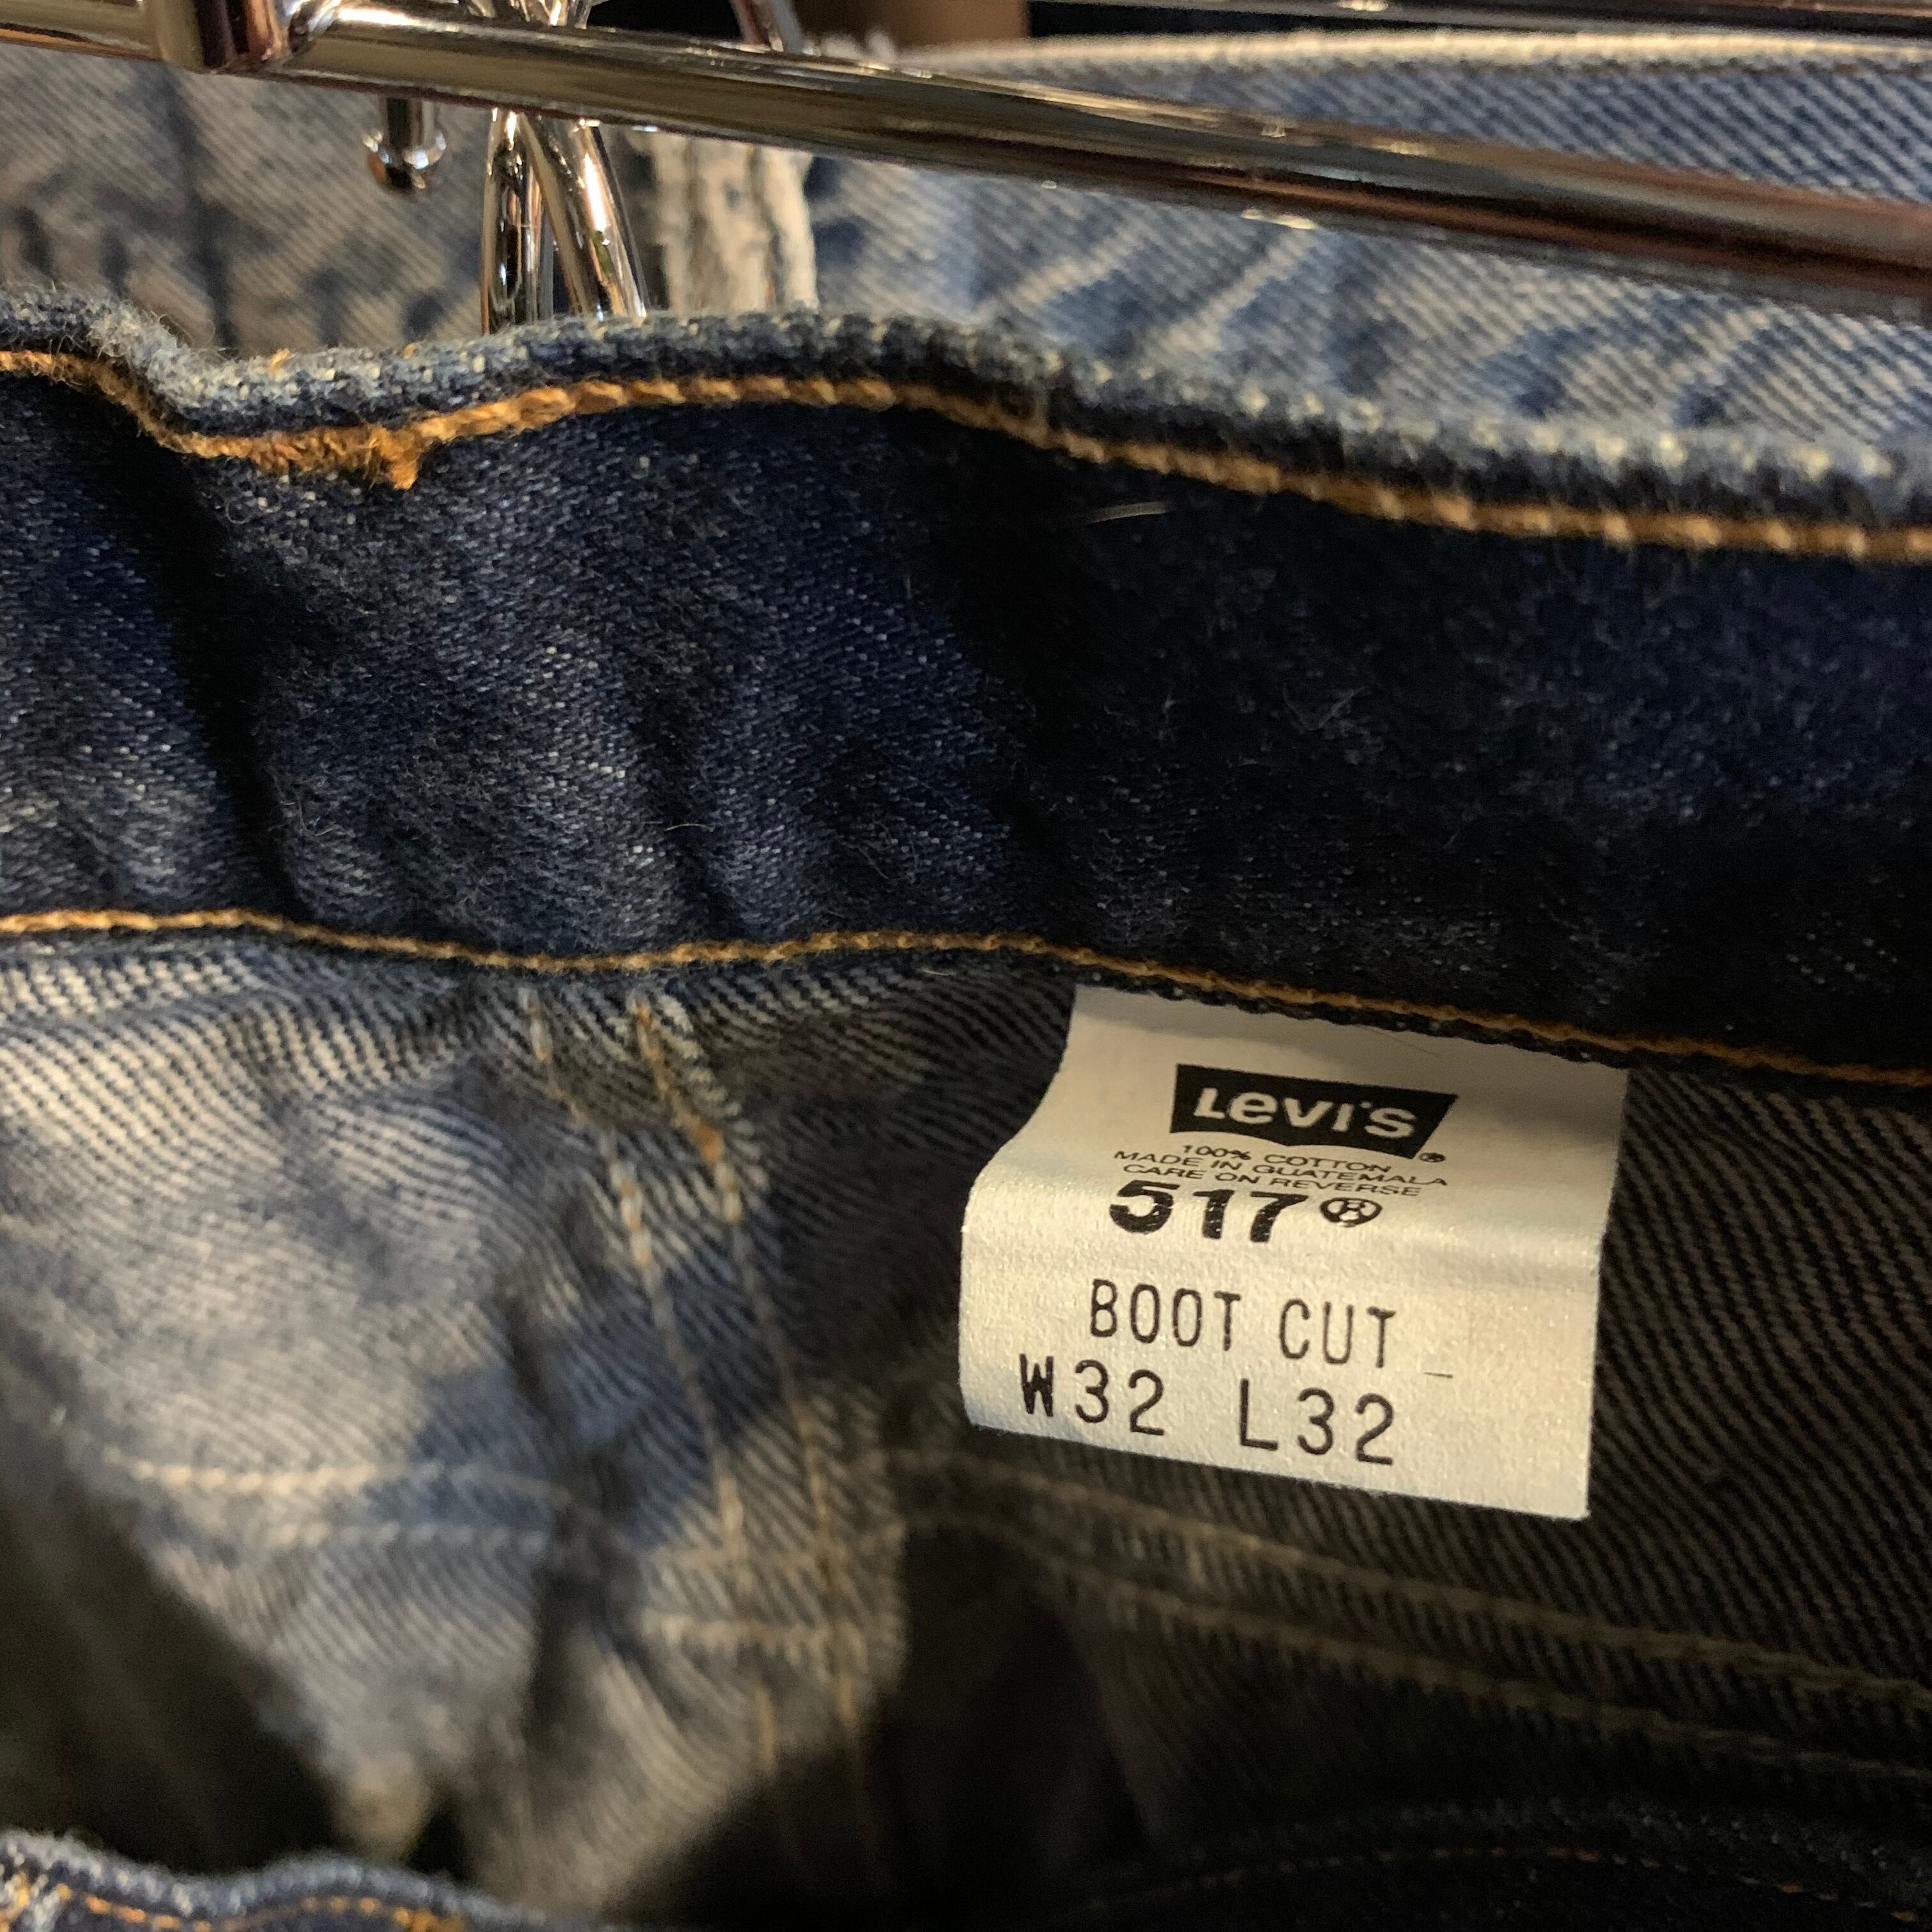 Levi's®
100% COTTON
MADE IN GUATEMALA
CARE ON REVERSE
517®
BOOT CUT
W32 L32